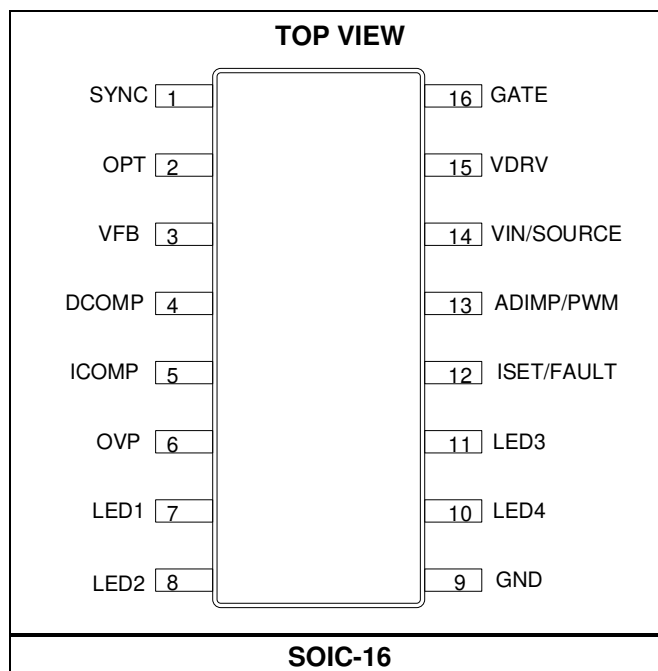 TOP VIEW
SYNC 1 16 GATE
OPT 2 15 VDRV
VFB 3 14 VIN/SOURCE
DCOMP 4 13 ADIMP/PWM
ICOMP 5 12 ISET/FAULT
OVP 6 11 LED3
LED1 7 10 LED4
LED2 8 9 GND
SOIC-16